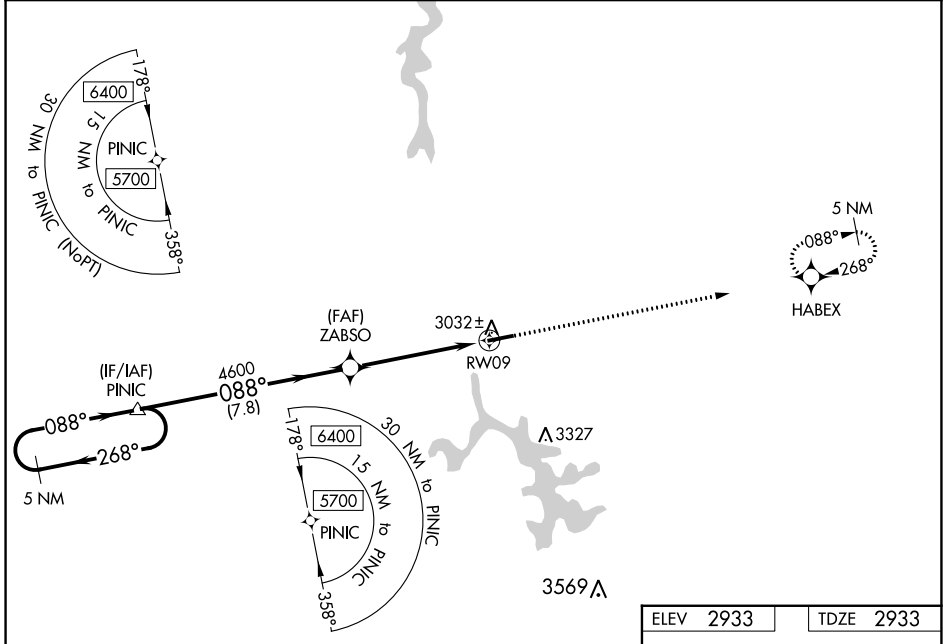 178°
6400
30 NM to PINIC (NoPT)
15 NM to PINIC
PINIC
5700
358°
5 NM
088°
268°
HABEX
(FAF)
ZABSO
3032±
RW09
(IF/IAF)
PINIC
4600
088°
(7.8)
088°
268°
5 NM
178°
6400
30 NM to PINIC
15 NM to PINIC
5700
PINIC
358°
3327
3569
ELEV 2933
TDZE 2933